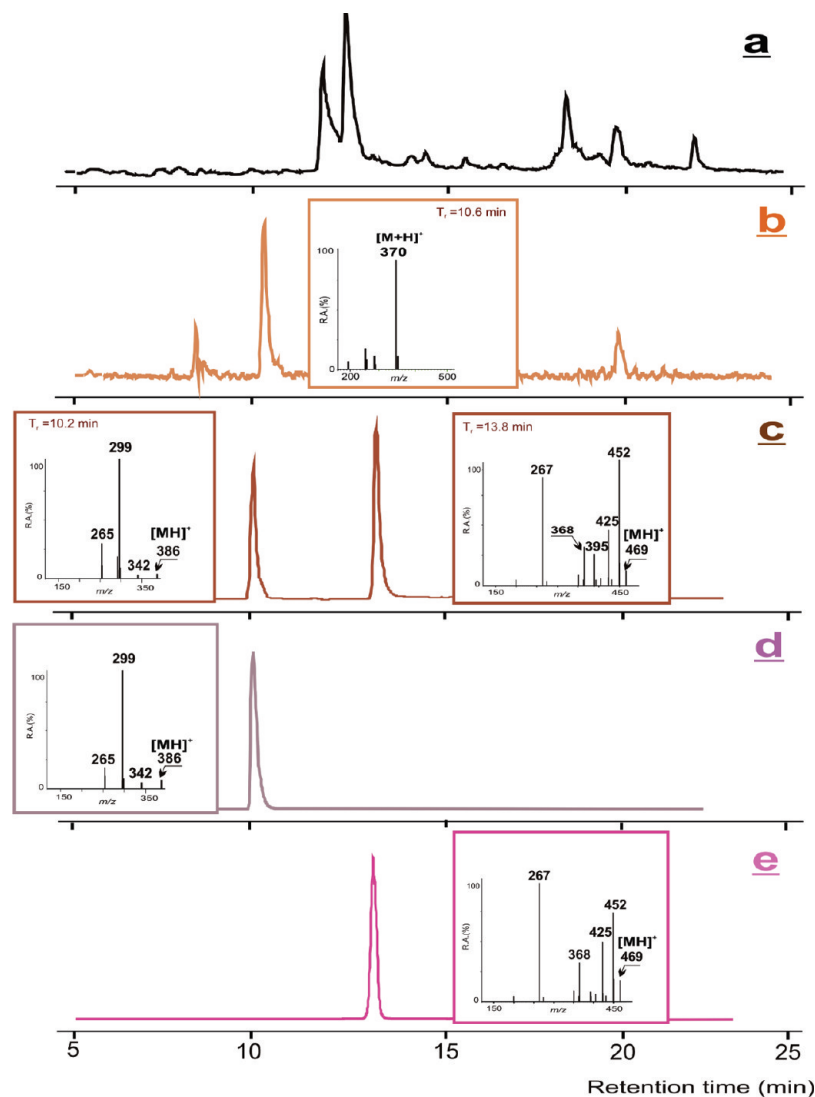 a
b
Tr =10.6 min
[M+H]+
370
100
R.A.(%)
0
200
m/z
500
c
Tr =10.2 min
299
100
R.A.(%)
265
[MH]+
342
386
0
150
m/z
350
Tr =13.8 min
452
267
100
R.A.(%)
425
368
395
[MH]+
469
0
150
m/z
450
d
299
100
R.A.(%)
265
[MH]+
342
386
0
150
m/z
350
e
267
100
452
R.A.(%)
425
[MH]+
368
469
0
150
m/z
450
5 10 15 20 25
Retention time (min)